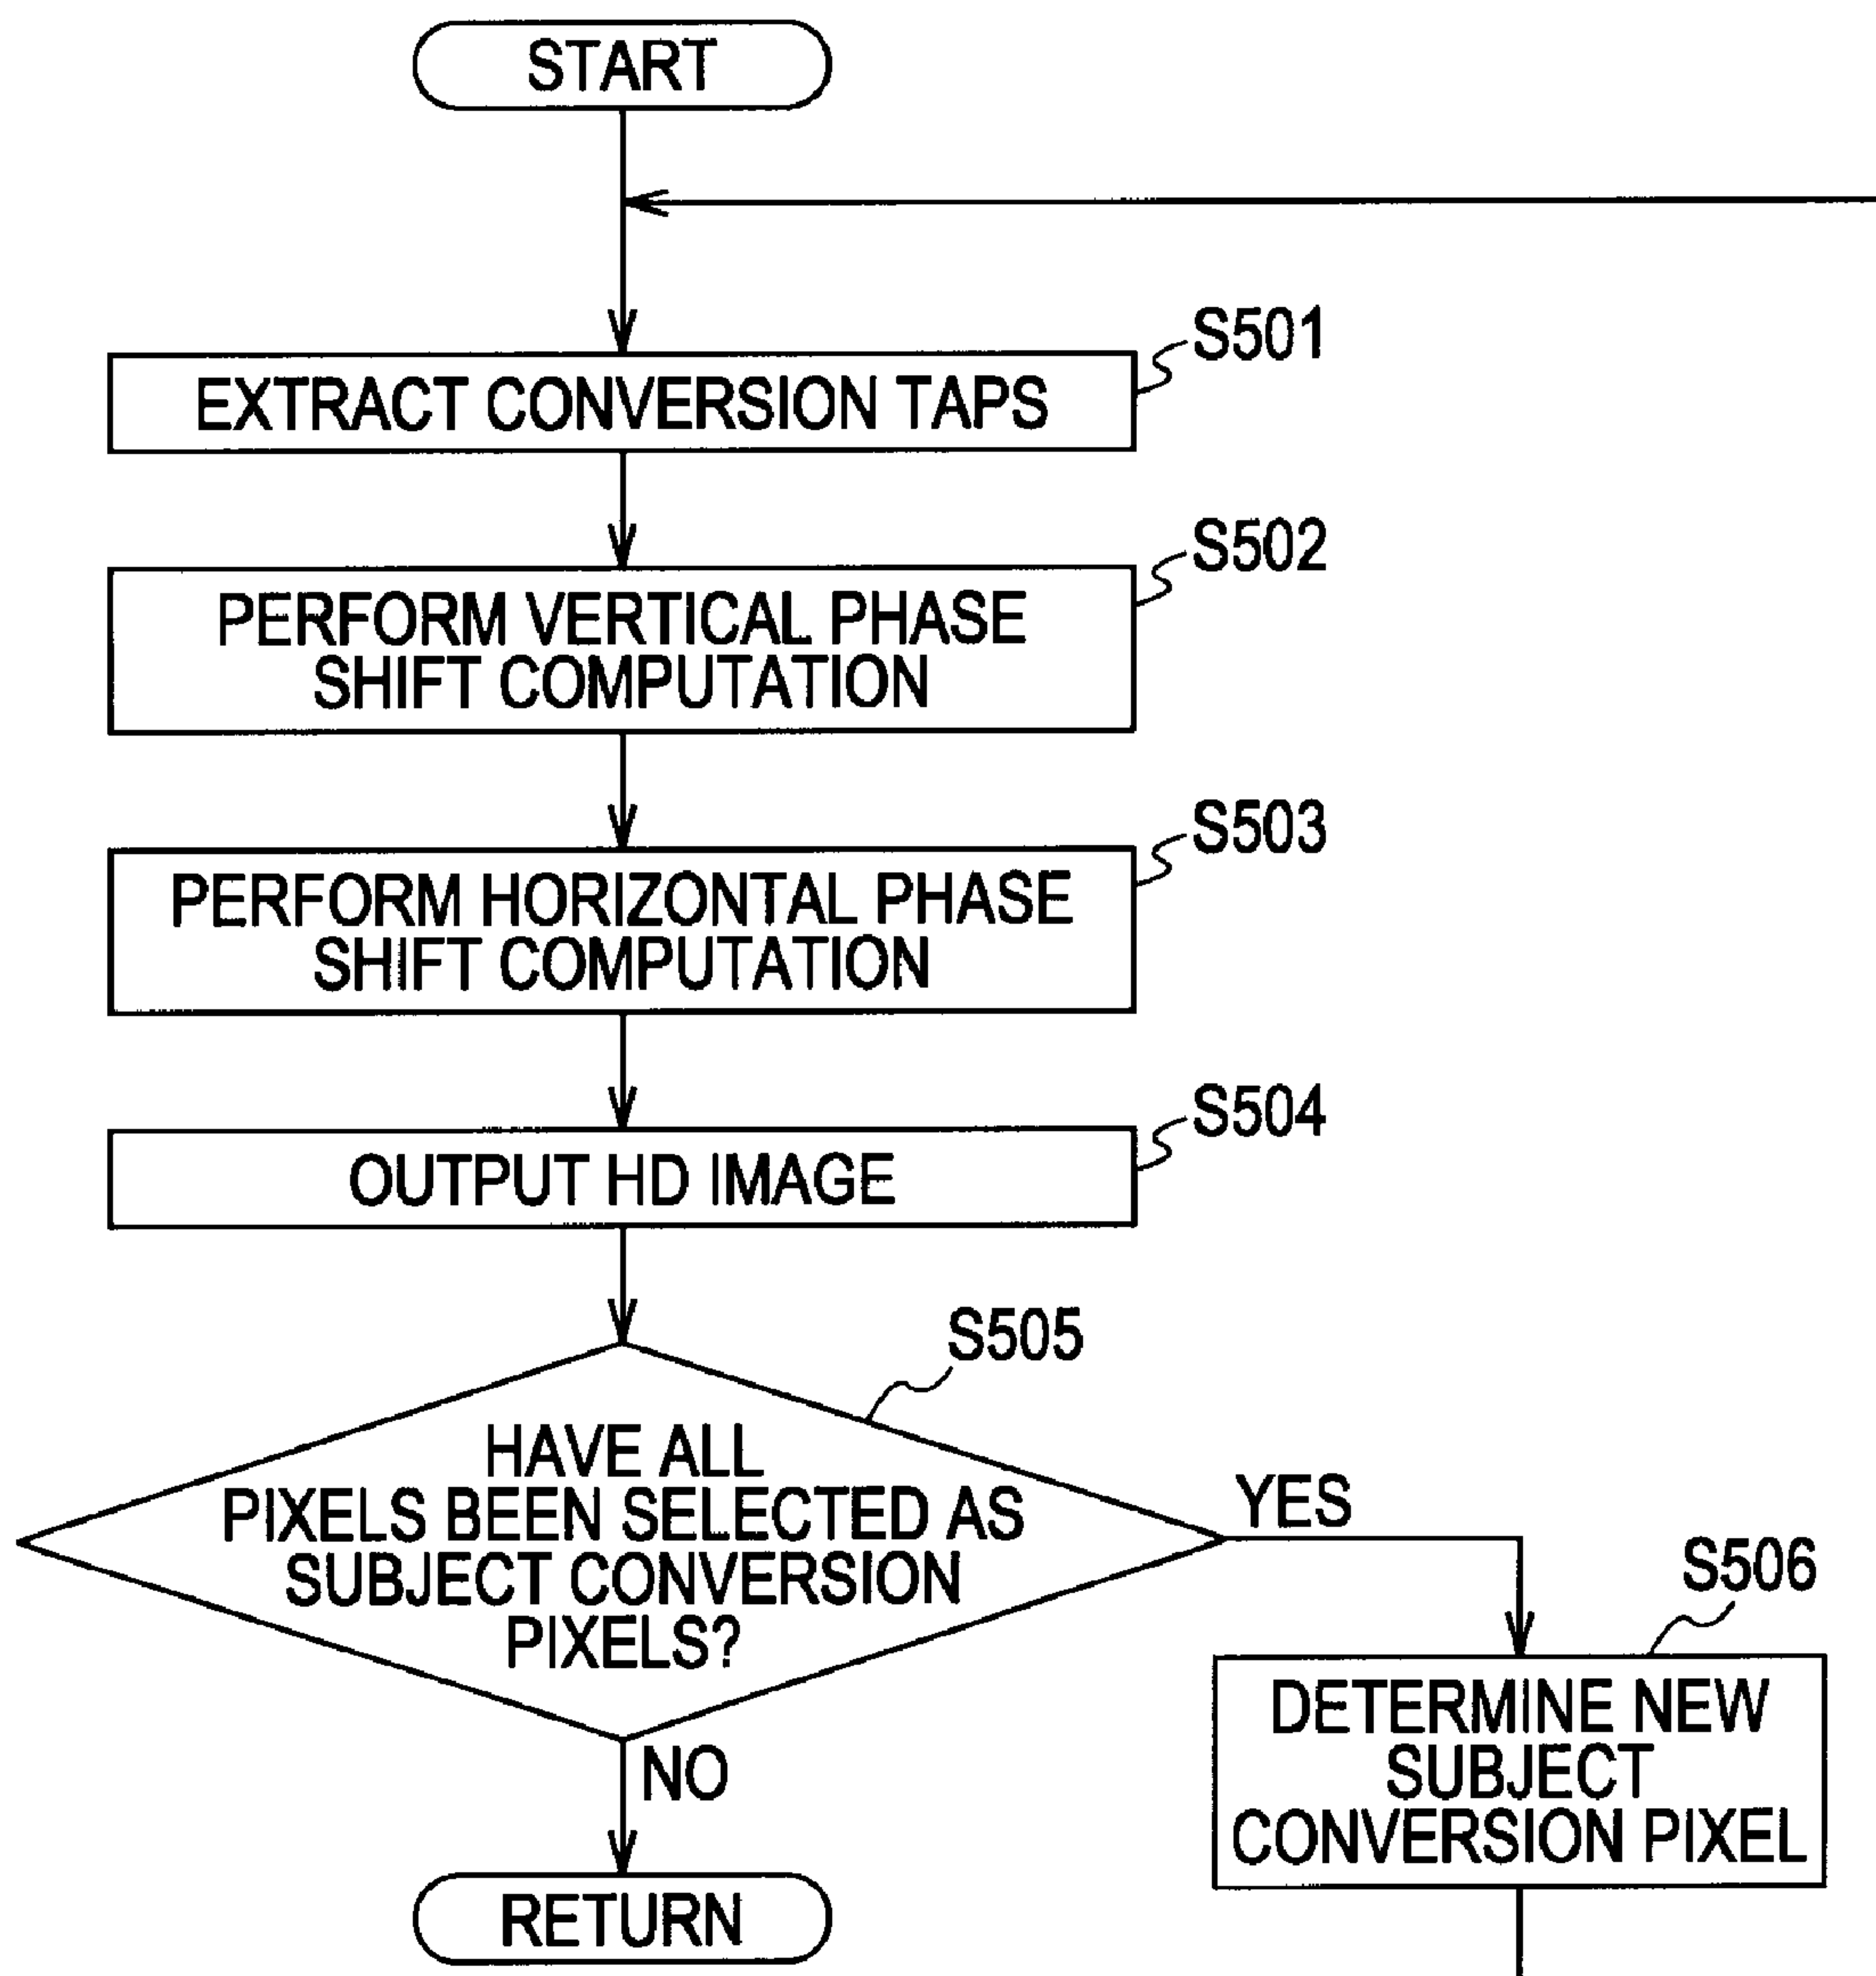 START
EXTRACT CONVERSION TAPS
S501
PERFORM VERTICAL PHASE
SHIFT COMPUTATION
S502
PERFORM HORIZONTAL PHASE
SHIFT COMPUTATION
S503
OUTPUT HD IMAGE
S504
HAVE ALL
PIXELS BEEN SELECTED AS
SUBJECT CONVERSION
PIXELS?
S505
YES
NO
S506
DETERMINE NEW
SUBJECT
CONVERSION PIXEL
RETURN